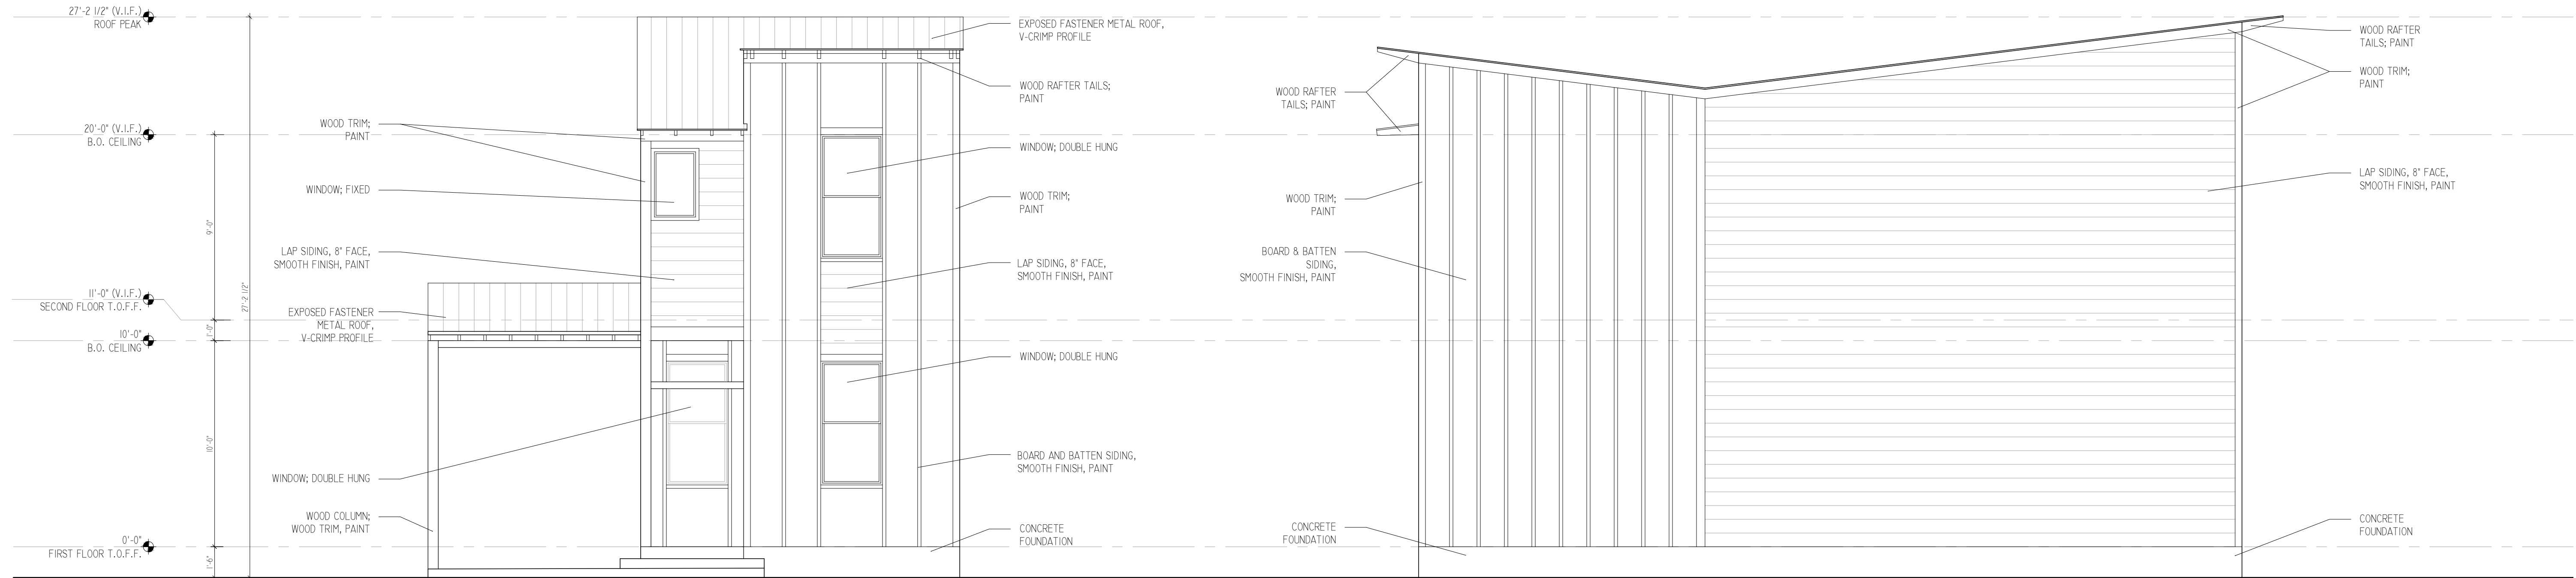 27'-2 1/2" (V.I.F.)
ROOF PEAK
20'-0" (V.I.F.)
B.O. CEILING
11'-0" (V.I.F.)
SECOND FLOOR T.O.F.F.
10'-0"
B.O. CEILING
0'-0"
FIRST FLOOR T.O.F.F.
9'-0"
1'-0"
10'-0"
1'-6"
27'-2 1/2"
WOOD TRIM;
PAINT
WINDOW; FIXED
LAP SIDING, 8" FACE,
SMOOTH FINISH, PAINT
EXPOSED FASTENER
METAL ROOF,
V-CRIMP PROFILE
WINDOW; DOUBLE HUNG
WOOD COLUMN;
WOOD TRIM, PAINT
EXPOSED FASTENER METAL ROOF,
V-CRIMP PROFILE
WOOD RAFTER TAILS;
PAINT
WINDOW; DOUBLE HUNG
WOOD TRIM;
PAINT
LAP SIDING, 8" FACE,
SMOOTH FINISH, PAINT
WINDOW; DOUBLE HUNG
BOARD AND BATTEN SIDING,
SMOOTH FINISH, PAINT
CONCRETE
FOUNDATION
WOOD RAFTER
TAILS; PAINT
WOOD TRIM;
PAINT
BOARD & BATTEN
SIDING,
SMOOTH FINISH, PAINT
CONCRETE
FOUNDATION
WOOD RAFTER
TAILS; PAINT
WOOD TRIM;
PAINT
LAP SIDING, 8" FACE,
SMOOTH FINISH, PAINT
CONCRETE
FOUNDATION